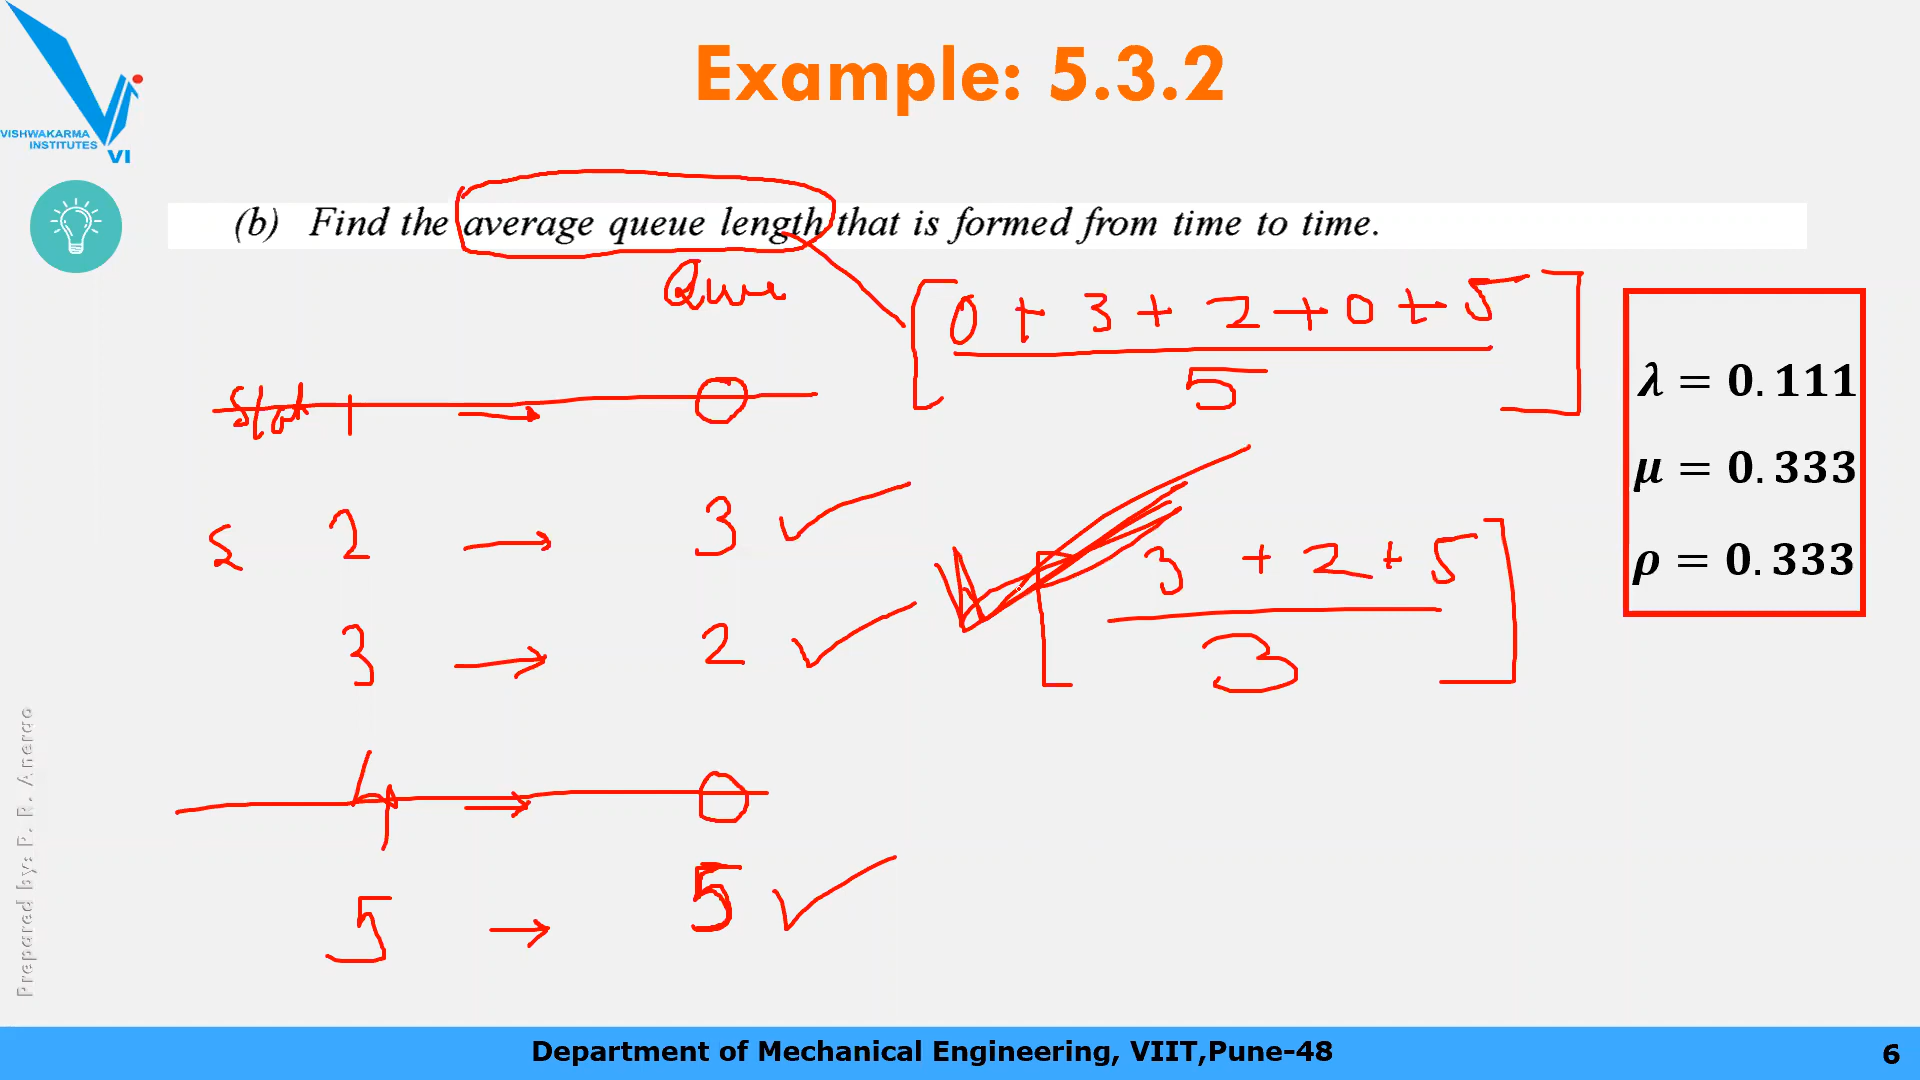 Example: 5.3.2
VISHWAKARMA
INSTITUTES
VI
(b) Find the average queue length that is formed from time to time.
0 + 3 + 2 + 0 + 5
5
λ = 0.111
μ = 0.333
ρ = 0.333
1 → 0
2 → 3
3 → 2
4 → 0
5 → 5
3 + 2 + 5
3
Prepared by: P. R. Anerao
Department of Mechanical Engineering, VIIT,Pune-48
6